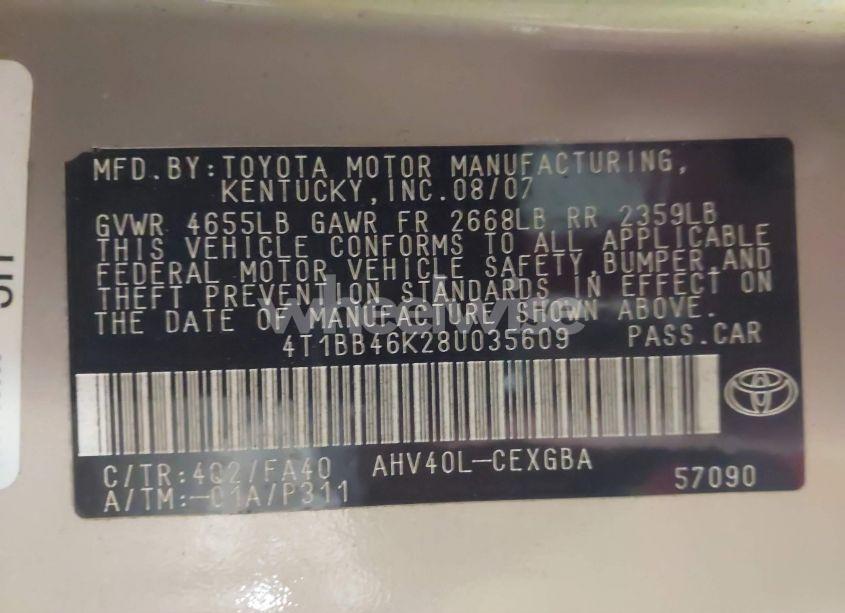 MFD.BY:TOYOTA MOTOR MANUFACTURING,
KENTUCKY,INC.08/07
GVWR 4655LB GAWR FR 2668LB RR 2359LB
THIS VEHICLE CONFORMS TO ALL APPLICABLE
FEDERAL MOTOR VEHICLE SAFETY,BUMPER AND
THEFT PREVENTION STANDARDS IN EFFECT ON
THE DATE OF MANUFACTURE SHOWN ABOVE.
4T1BB46K28U035609 PASS.CAR
C/TR:4Q2/FA40 AHV40L-CEXGBA
A/TM:-01A/P311 57090